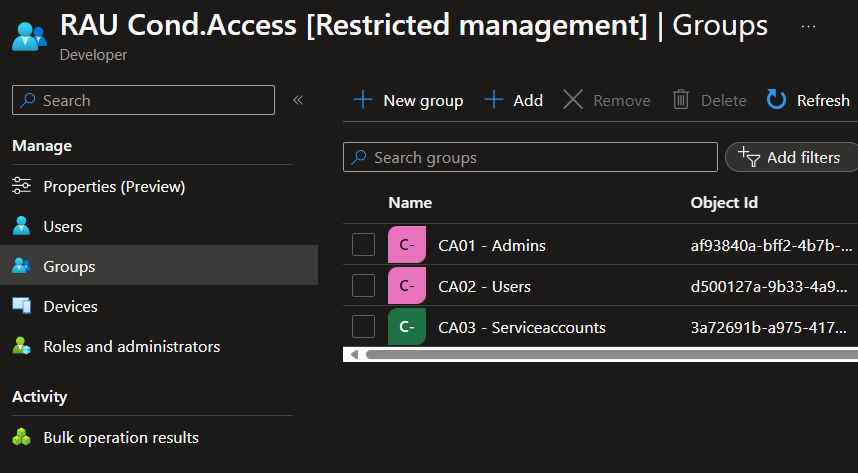 RAU Cond.Access [Restricted management] | Groups ...
Developer
Search
«
New group
Add
Remove
Delete
Refresh
Manage
Search groups
Add filters
Properties (Preview)
Name
Object Id
Users
C-
CA01 - Admins
af93840a-bff2-4b7b-...
Groups
C-
CA02 - Users
d500127a-9b33-4a9...
Devices
C-
CA03 - Serviceaccounts
3a72691b-a975-417...
Roles and administrators
Activity
Bulk operation results